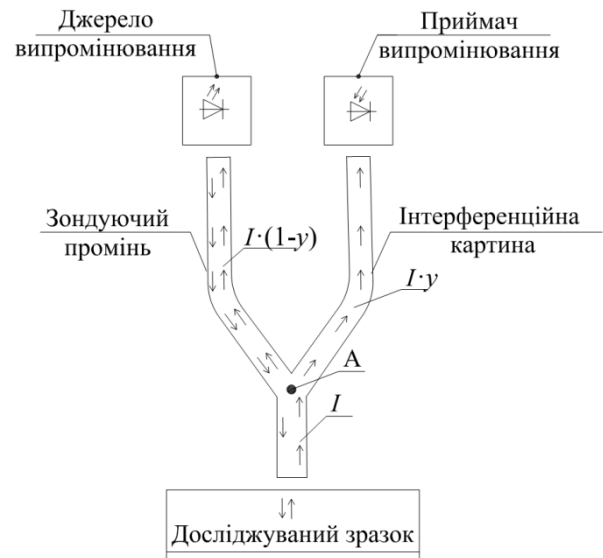 Джерело
випромінювання
Приймач
випромінювання
Зондуючий
промінь
I·(1-y)
Інтерференційна
картина
I·y
А
I
Досліджуваний зразок